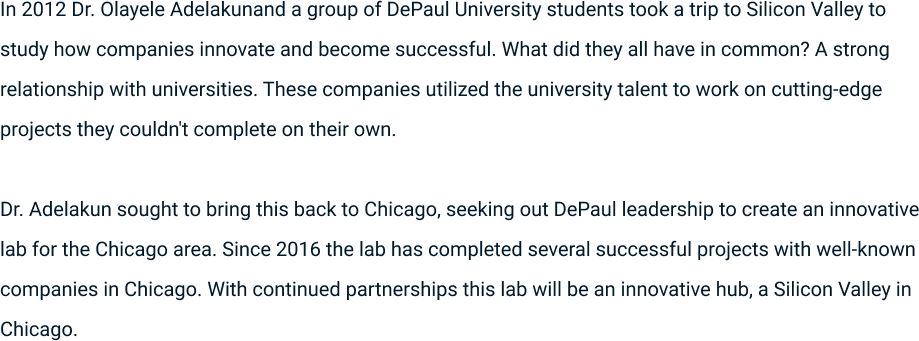 In 2012 Dr. Olayele Adelakunand a group of DePaul University students took a trip to Silicon Valley to
study how companies innovate and become successful. What did they all have in common? A strong
relationship with universities. These companies utilized the university talent to work on cutting-edge
projects they couldn't complete on their own.
Dr. Adelakun sought to bring this back to Chicago, seeking out DePaul leadership to create an innovative
lab for the Chicago area. Since 2016 the lab has completed several successful projects with well-known
companies in Chicago. With continued partnerships this lab will be an innovative hub, a Silicon Valley in
Chicago.